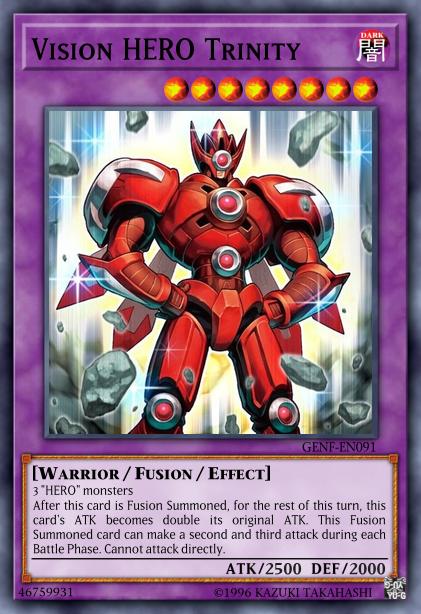 Vision HERO Trinity
DARK
闇
GENF-EN091
[Warrior / Fusion / Effect]
3 "HERO" monsters
After this card is Fusion Summoned, for the rest of this turn, this
card's ATK becomes double its original ATK. This Fusion
Summoned card can make a second and third attack during each
Battle Phase. Cannot attack directly.
ATK/2500 DEF/2000
46759931
©1996 KAZUKI TAKAHASHI